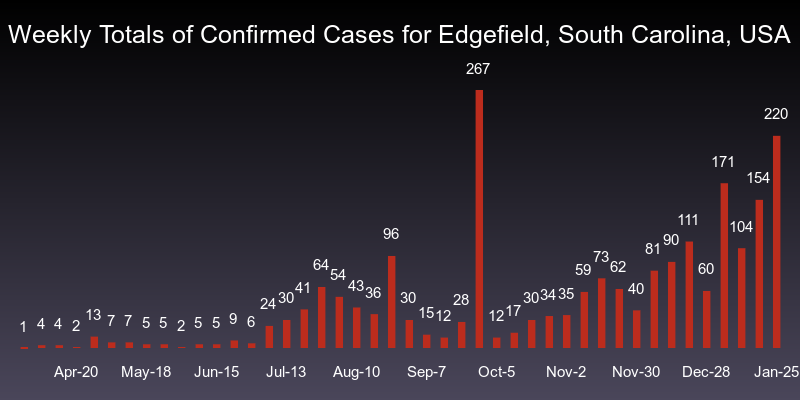 Weekly Totals of Confirmed Cases for Edgefield, South Carolina, USA
1 4 4 2 13 7 7 5 5 2 5 5 9 6 24 30 41 64 54 43 36 96 30 15 12 28 267 12 17 30 34 35 59 73 62 40 81 90 111 60 171 104 154 220
Apr-20 May-18 Jun-15 Jul-13 Aug-10 Sep-7 Oct-5 Nov-2 Nov-30 Dec-28 Jan-25